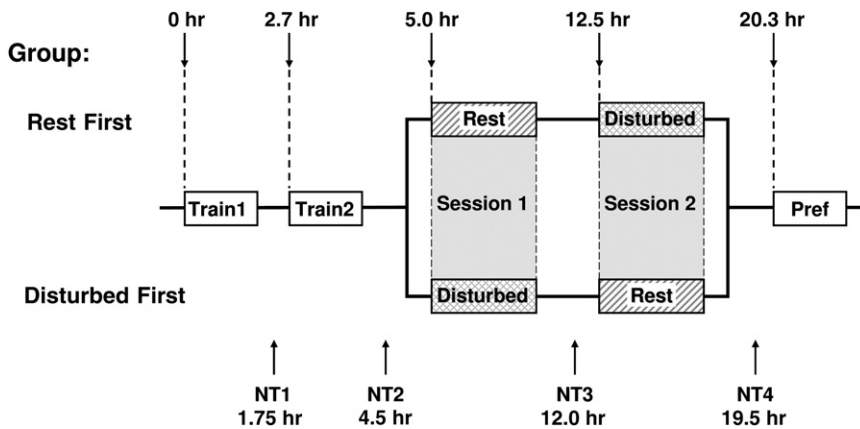 0 hr 2.7 hr 5.0 hr 12.5 hr 20.3 hr
Group:
Rest First Rest Disturbed
Train1 Train2 Session 1 Session 2 Pref
Disturbed First Disturbed Rest
NT1 NT2 NT3 NT4
1.75 hr 4.5 hr 12.0 hr 19.5 hr